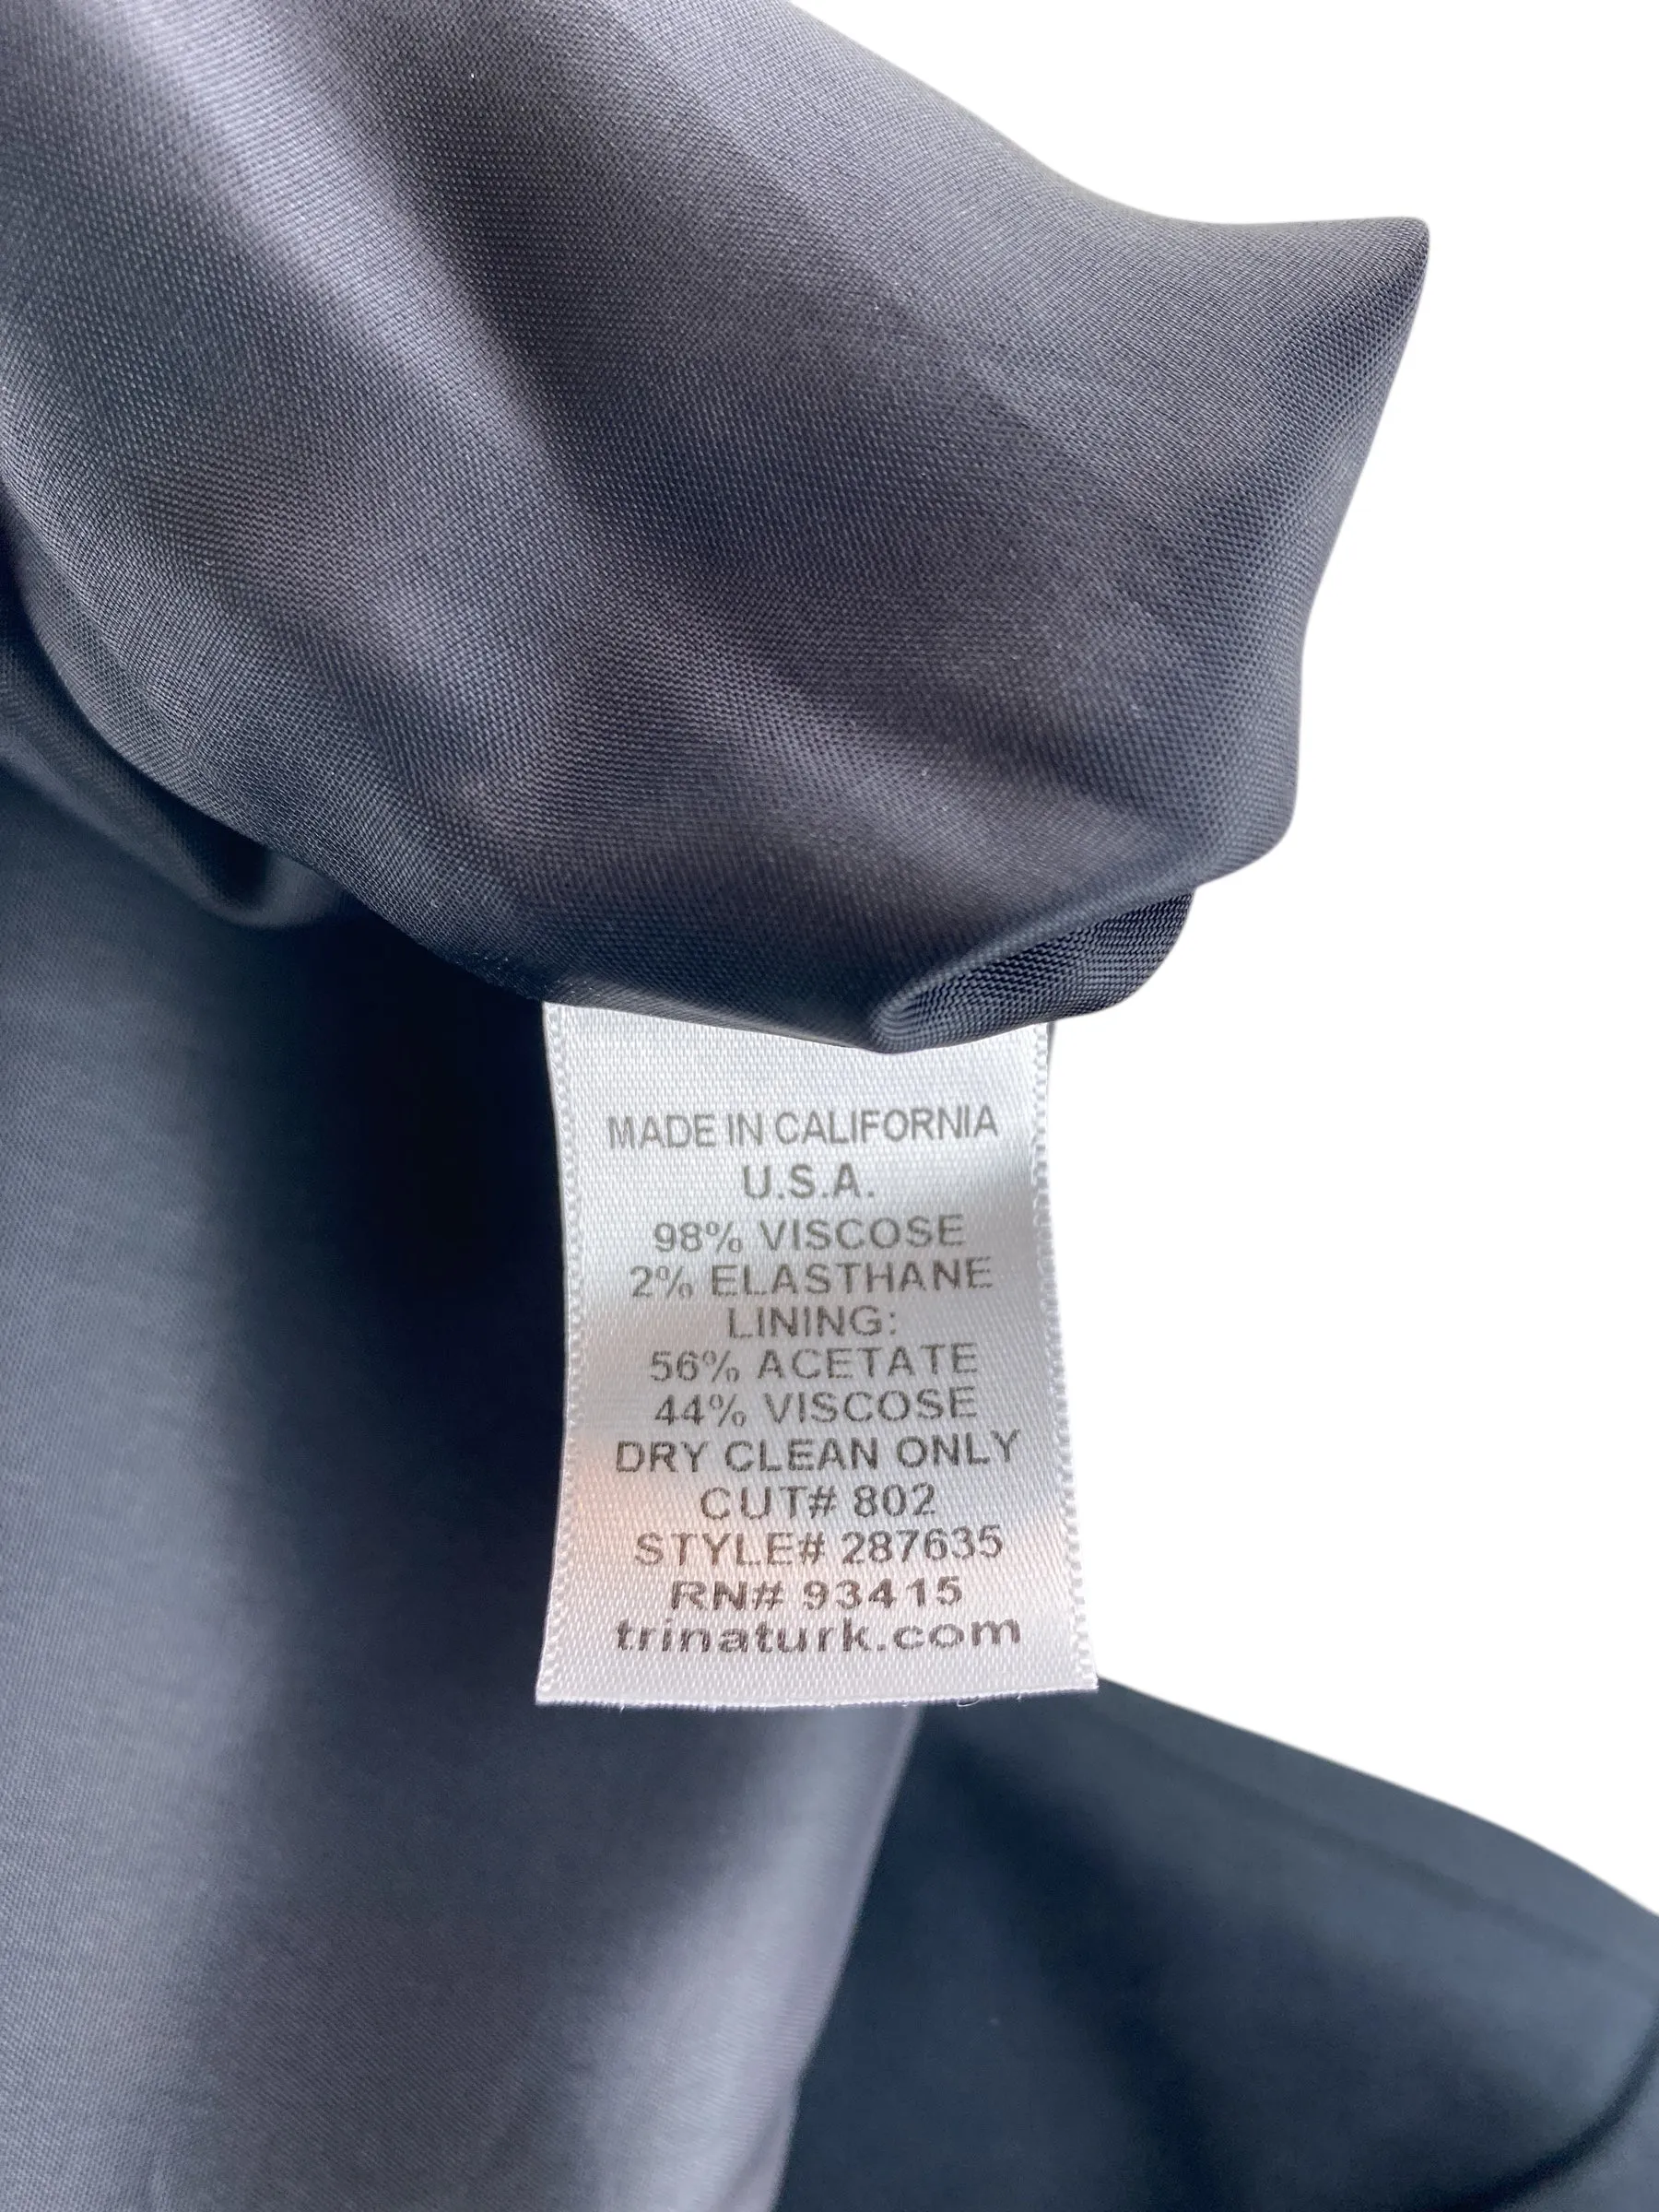 MADE IN CALIFORNIA
U.S.A.
98% VISCOSE
2% ELASTHANE
LINING:
56% ACETATE
44% VISCOSE
DRY CLEAN ONLY
CUT# 802
STYLE# 287635
RN# 93415
trinaturk.com